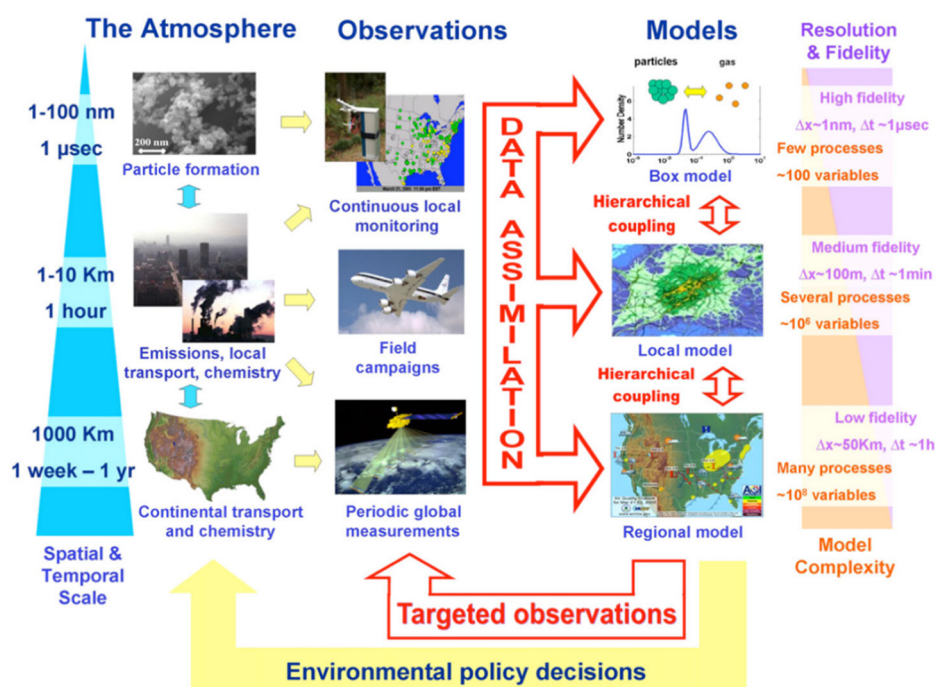 The Atmosphere
Observations
Models
Resolution
& Fidelity
1-100 nm
1 µsec
200 nm
Particle formation
Continuous local
monitoring
particles
gas
Number Density
Box model
High fidelity
Δx~1nm, Δt ~1µsec
Few processes
~100 variables
DATA ASSIMILATION
Hierarchical
coupling
1-10 Km
1 hour
Emissions, local
transport, chemistry
Field
campaigns
Local model
Medium fidelity
Δx~100m, Δt ~1min
Several processes
~10⁶ variables
Hierarchical
coupling
1000 Km
1 week – 1 yr
Continental transport
and chemistry
Periodic global
measurements
Regional model
Low fidelity
Δx~50Km, Δt ~1h
Many processes
~10⁸ variables
Spatial &
Temporal
Scale
Model
Complexity
Targeted observations
Environmental policy decisions